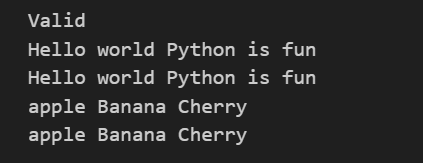 Valid
Hello world Python is fun
Hello world Python is fun
apple Banana Cherry
apple Banana Cherry